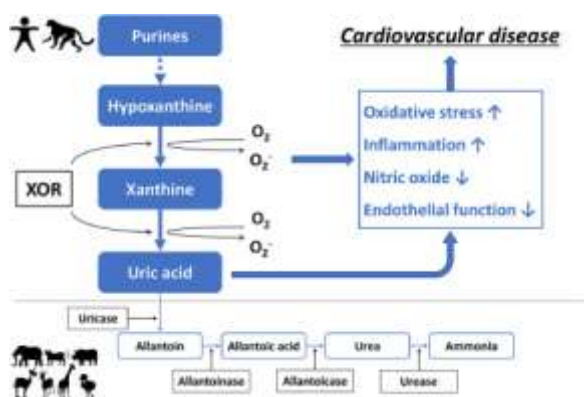 Purines
Cardiovascular disease
Hypoxanthine
Oxidative stress ↑
O₂
Inflammation ↑
O₂⁻
XOR
Xanthine
Nitric oxide ↓
Endothelial function ↓
O₂
O₂⁻
Uric acid
Uricase
Allantoin
Allantoic acid
Urea
Ammonia
Allantoinase
Allantoicase
Urease